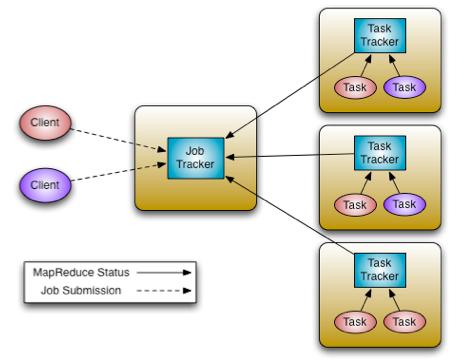 Task
Tracker
Task
Task
Client
Job
Tracker
Client
Task
Tracker
Task
Task
Task
Tracker
Task
Task
MapReduce Status
Job Submission